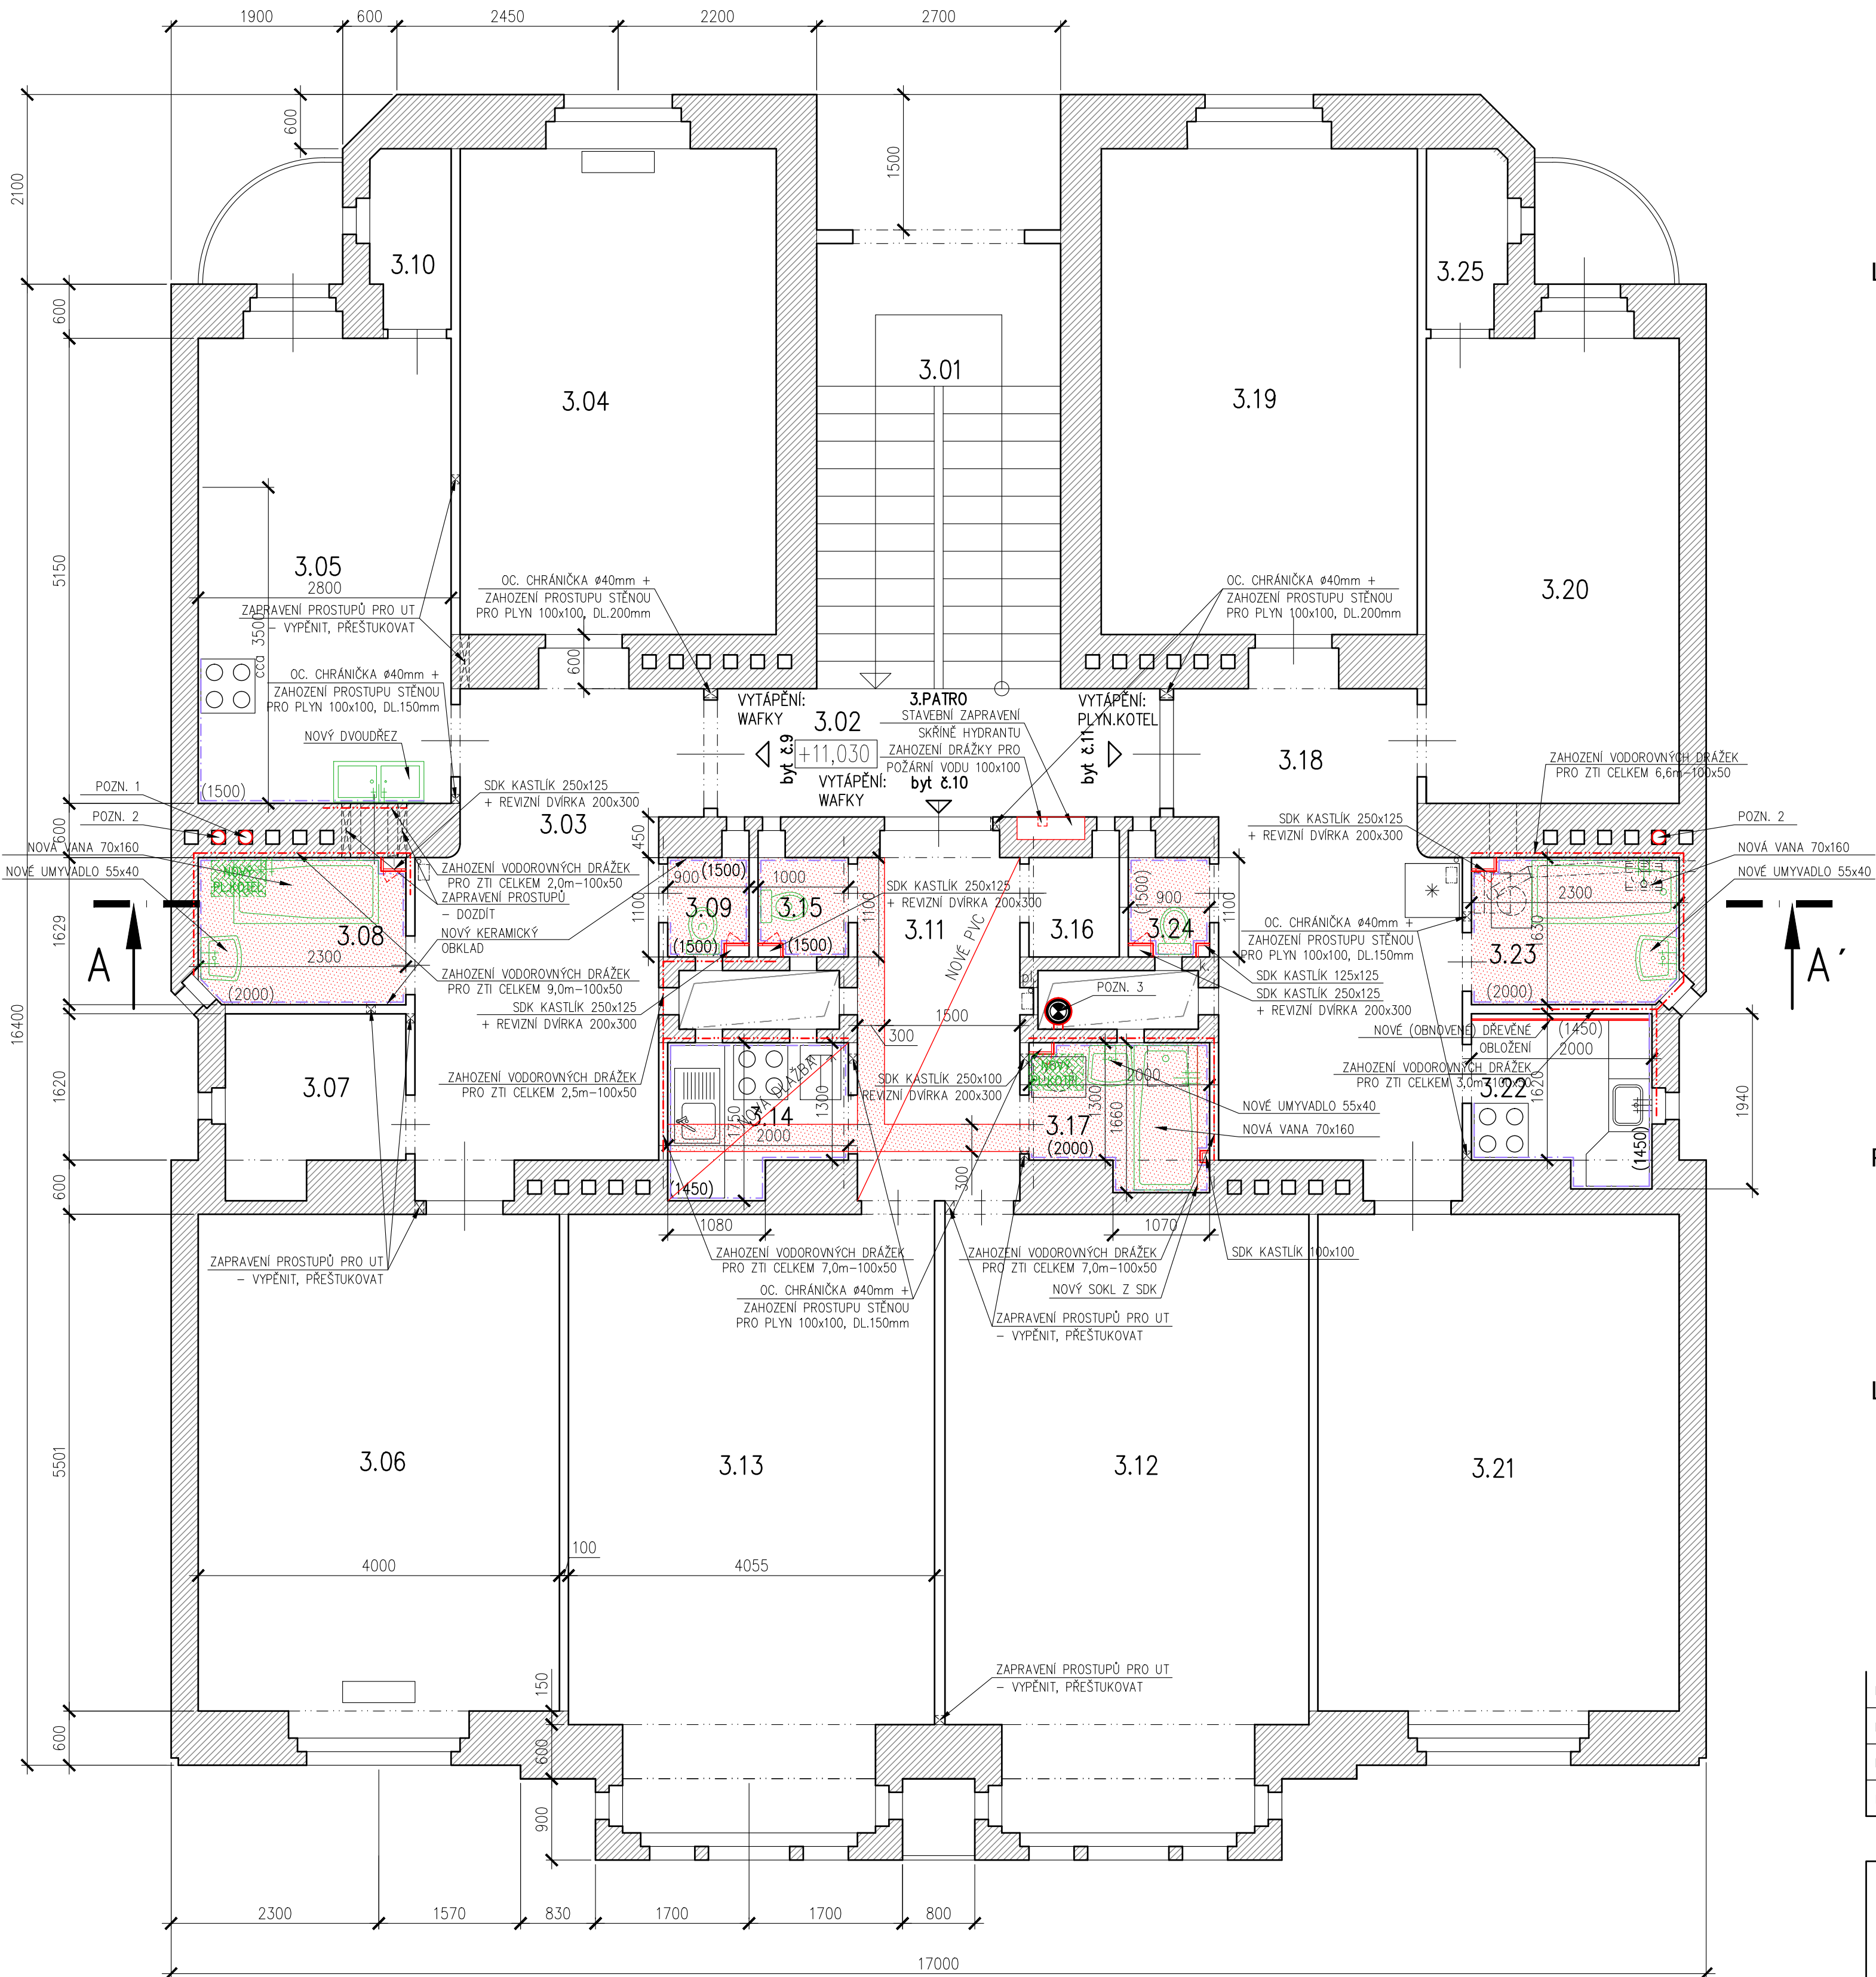 1900
600
2450
2200
2700
2100
600
1500
3.10
3.25
600
3.01
3.04
3.19
5150
3.05
2800
3.20
OC. CHRÁNIČKA ø40mm +
ZAHOZENÍ PROSTUPU STĚNOU
PRO PLYN 100x100, DL.200mm
OC. CHRÁNIČKA ø40mm +
ZAHOZENÍ PROSTUPU STĚNOU
PRO PLYN 100x100, DL.200mm
ZAPRAVENÍ PROSTUPŮ PRO UT
– VYPĚNIT, PŘEŠTUKOVAT
cca 3500
600
OC. CHRÁNIČKA ø40mm +
ZAHOZENÍ PROSTUPU STĚNOU
PRO PLYN 100x100, DL.150mm
VYTÁPĚNÍ:
WAFKY
3.PATRO
VYTÁPĚNÍ:
PLYN.KOTEL
3.02
STAVEBNÍ ZAPRAVENÍ
SKŘÍNĚ HYDRANTU
ZAHOZENÍ DRÁŽKY PRO
POŽÁRNÍ VODU 100x100
NOVÝ DVOUDŘEZ
byt č.9
+11,030
byt č.11
3.18
ZAHOZENÍ VODOROVNÝCH DRÁŽEK
PRO ZTI CELKEM 6,6m–100x50
VYTÁPĚNÍ:
WAFKY
byt č.10
POZN. 1
(1500)
SDK KASTLÍK 250x125
+ REVIZNÍ DVÍRKA 200x300
3.03
POZN. 2
600
450
SDK KASTLÍK 250x125
+ REVIZNÍ DVÍRKA 200x300
POZN. 2
NOVÁ VANA 70x160
NOVÉ UMYVADLO 55x40
NOVÝ
PL.KOTEL
ZAHOZENÍ VODOROVNÝCH DRÁŽEK
PRO ZTI CELKEM 2,0m–100x50
ZAPRAVENÍ PROSTUPŮ
– DOZDÍT
NOVÝ KERAMICKÝ
OBKLAD
(1500)
900
1000
3.09
3.15
1100
1100
(1500)
(1500)
SDK KASTLÍK 250x125
+ REVIZNÍ DVÍRKA 200x300
3.11
3.16
(1500)
900
3.24
1100
NOVÁ VANA 70x160
NOVÉ UMYVADLO 55x40
2300
1630
3.23
(2000)
1629
3.08
2300
(2000)
A
A´
OC. CHRÁNIČKA ø40mm +
ZAHOZENÍ PROSTUPU STĚNOU
PRO PLYN 100x100, DL.150mm
ZAHOZENÍ VODOROVNÝCH DRÁŽEK
PRO ZTI CELKEM 9,0m–100x50
NOVÉ PVC
pl.
POZN. 3
SDK KASTLÍK 125x125
SDK KASTLÍK 250x125
+ REVIZNÍ DVÍRKA 200x300
SDK KASTLÍK 250x125
+ REVIZNÍ DVÍRKA 200x300
1500
300
NOVÉ (OBNOVENÉ) DŘEVĚNÉ
OBLOŽENÍ
(1450)
2000
16400
1620
3.07
ZAHOZENÍ VODOROVNÝCH DRÁŽEK
PRO ZTI CELKEM 2,5m–100x50
NOVÁ DLAŽBA
1300
1750
3.14
2000
(1450)
SDK KASTLÍK 250x100
REVIZNÍ DVÍRKA 200x300
NOVÝ
PL.KOTEL
2000
1300
1660
3.17
(2000)
300
NOVÉ UMYVADLO 55x40
NOVÁ VANA 70x160
ZAHOZENÍ VODOROVNÝCH DRÁŽEK
PRO ZTI CELKEM 3,0m–100x50
3.22
1620
(1450)
1940
600
1080
1070
ZAPRAVENÍ PROSTUPŮ PRO UT
– VYPĚNIT, PŘEŠTUKOVAT
ZAHOZENÍ VODOROVNÝCH DRÁŽEK
PRO ZTI CELKEM 7,0m–100x50
ZAHOZENÍ VODOROVNÝCH DRÁŽEK
PRO ZTI CELKEM 7,0m–100x50
SDK KASTLÍK 100x100
OC. CHRÁNIČKA ø40mm +
ZAHOZENÍ PROSTUPU STĚNOU
PRO PLYN 100x100, DL.150mm
NOVÝ SOKL Z SDK
ZAPRAVENÍ PROSTUPŮ PRO UT
– VYPĚNIT, PŘEŠTUKOVAT
5501
3.06
3.13
3.12
3.21
4000
100
4055
150
ZAPRAVENÍ PROSTUPŮ PRO UT
– VYPĚNIT, PŘEŠTUKOVAT
600
600
900
2300
1570
830
1700
1700
800
17000